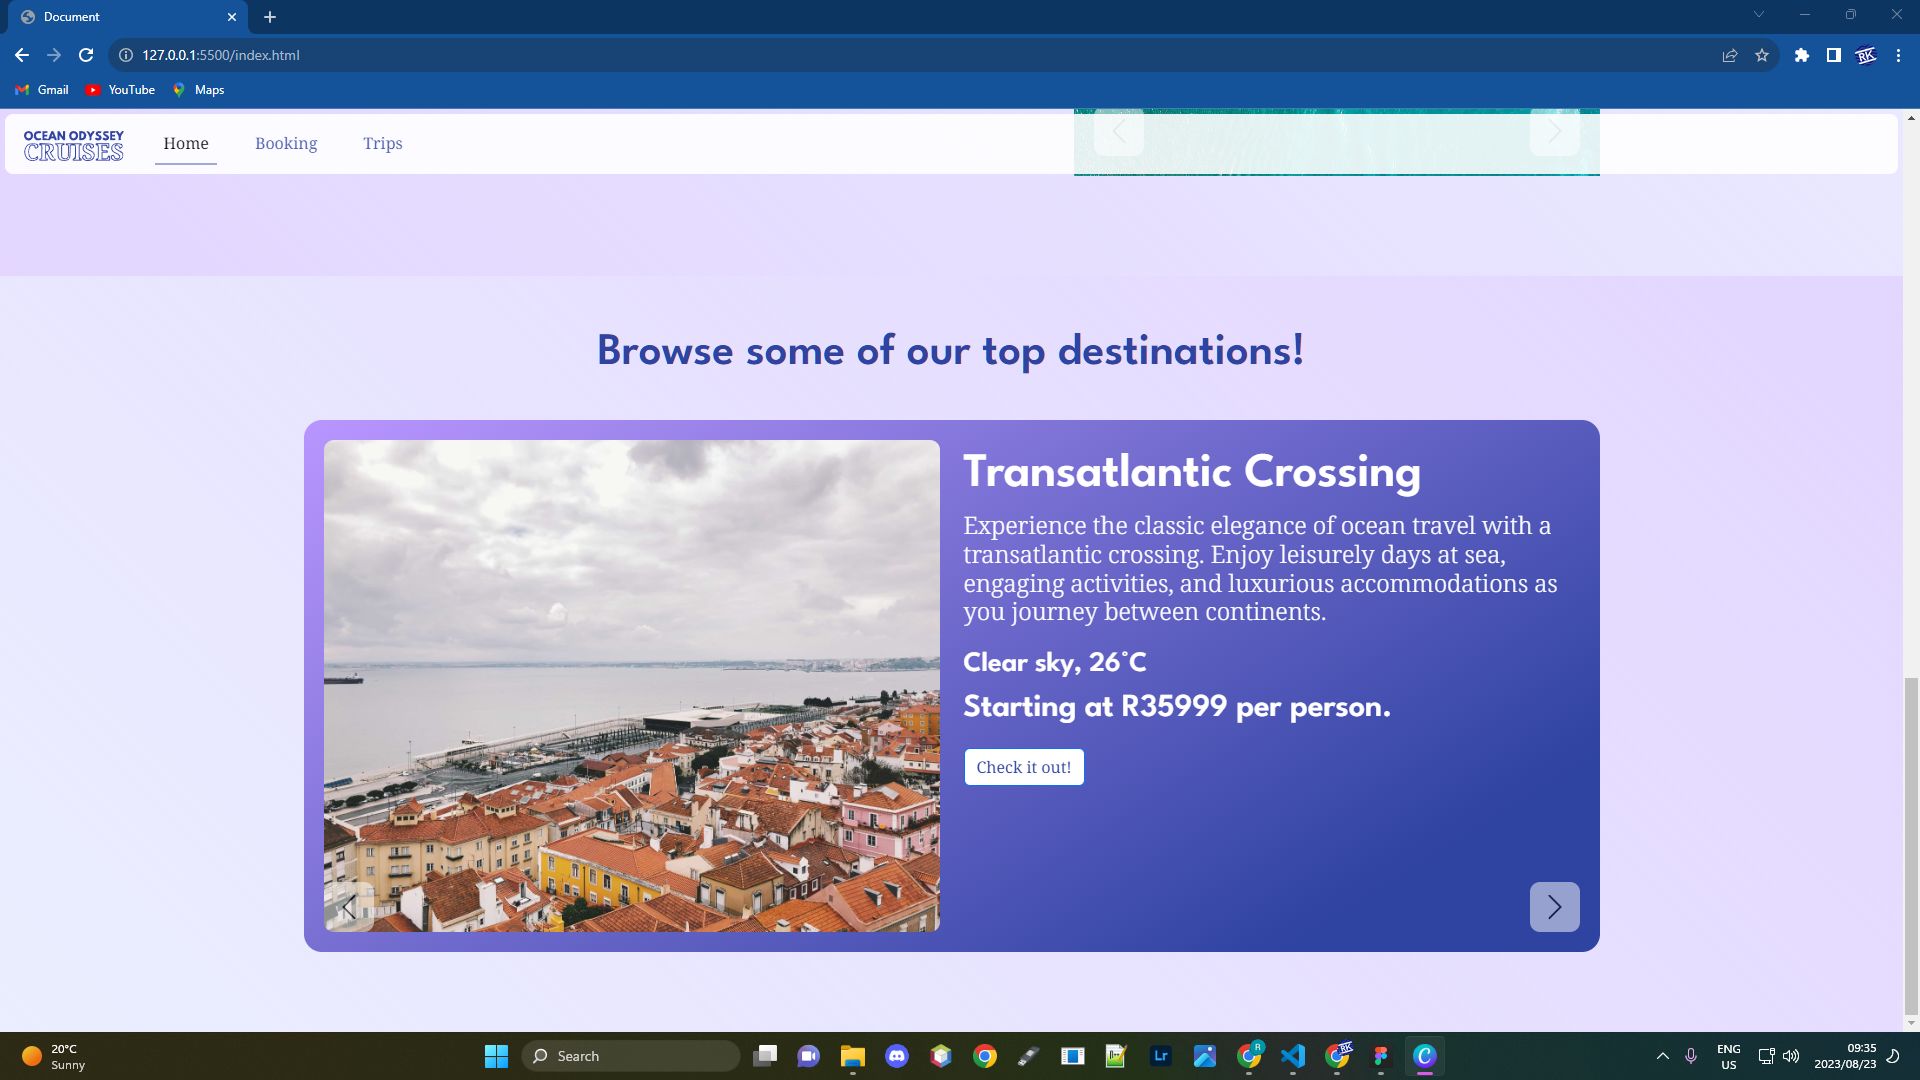 Document
127.0.0.1:5500/index.html
RK
Gmail YouTube Maps
OCEAN ODYSSEY
CRUISES
Home Booking Trips
Browse some of our top destinations!
Transatlantic Crossing
Experience the classic elegance of ocean travel with a
transatlantic crossing. Enjoy leisurely days at sea,
engaging activities, and luxurious accommodations as
you journey between continents.
Clear sky, 26°C
Starting at R35999 per person.
Check it out!
20°C
Sunny
Search
Lr
R
RK
ENG
US
09:35
2023/08/23